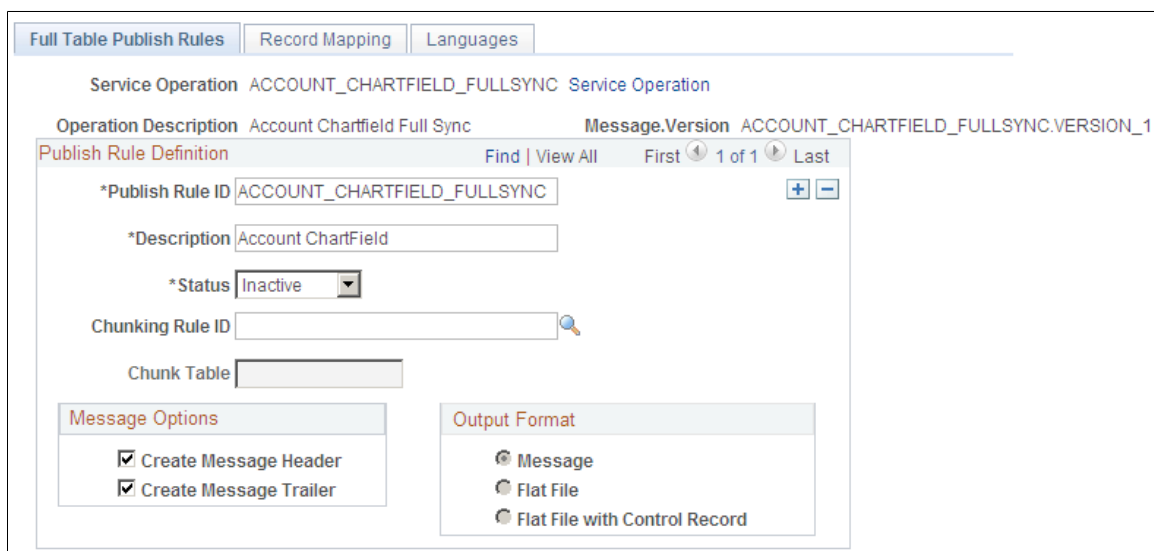 Full Table Publish Rules Record Mapping Languages
Service Operation ACCOUNT_CHARTFIELD_FULLSYNC Service Operation
Operation Description Account Chartfield Full Sync Message.Version ACCOUNT_CHARTFIELD_FULLSYNC.VERSION_1
Publish Rule Definition Find | View All First 1 of 1 Last
*Publish Rule ID ACCOUNT_CHARTFIELD_FULLSYNC
*Description Account ChartField
*Status Inactive
Chunking Rule ID
Chunk Table
Message Options Output Format
Create Message Header Message
Create Message Trailer Flat File
Flat File with Control Record